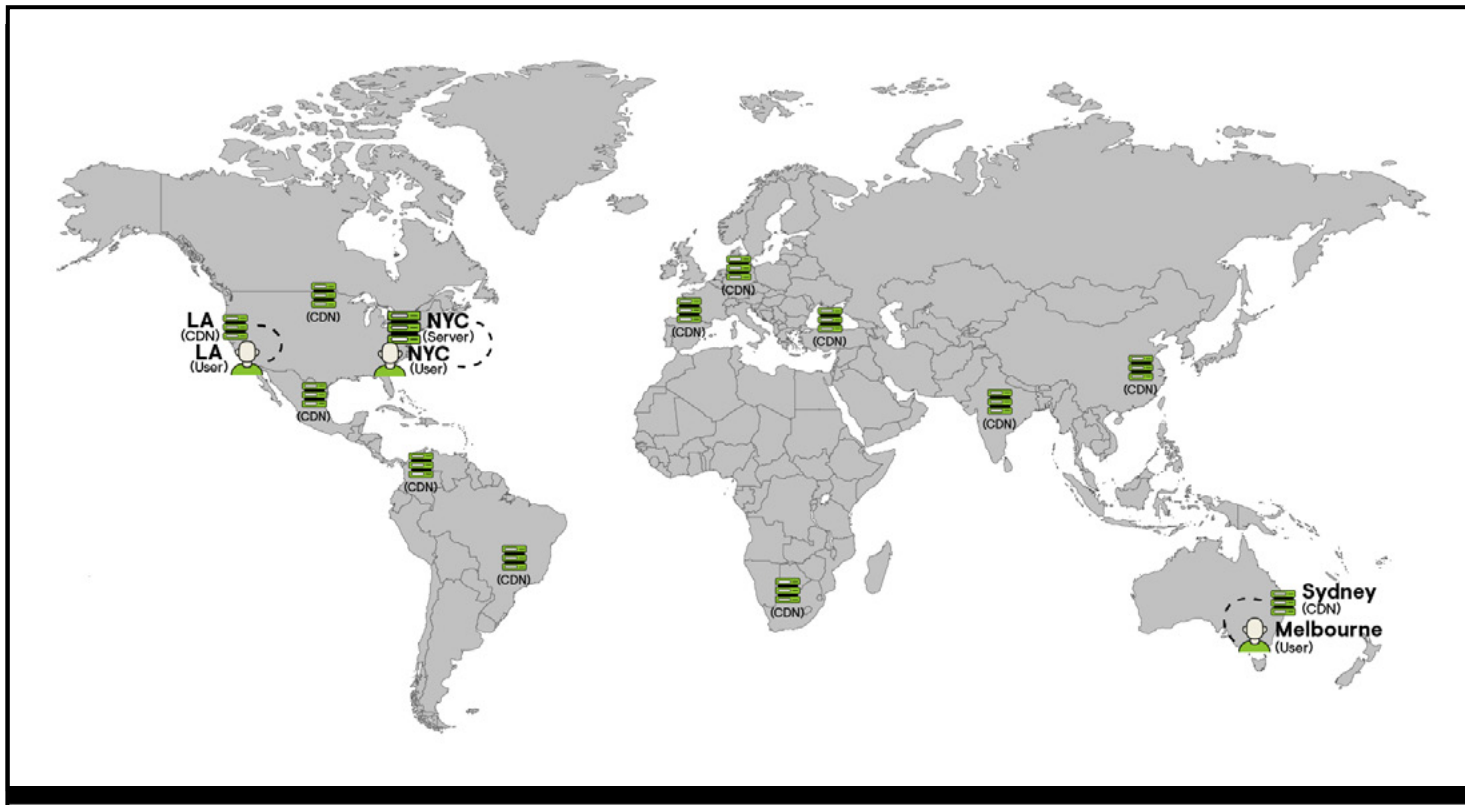 (CDN)
(CDN)
LA
(CDN)
LA
(User)
NYC
(Server)
NYC
(User)
(CDN)
(CDN)
(CDN)
(CDN)
(CDN)
(CDN)
(CDN)
(CDN)
(CDN)
Sydney
(CDN)
Melbourne
(User)